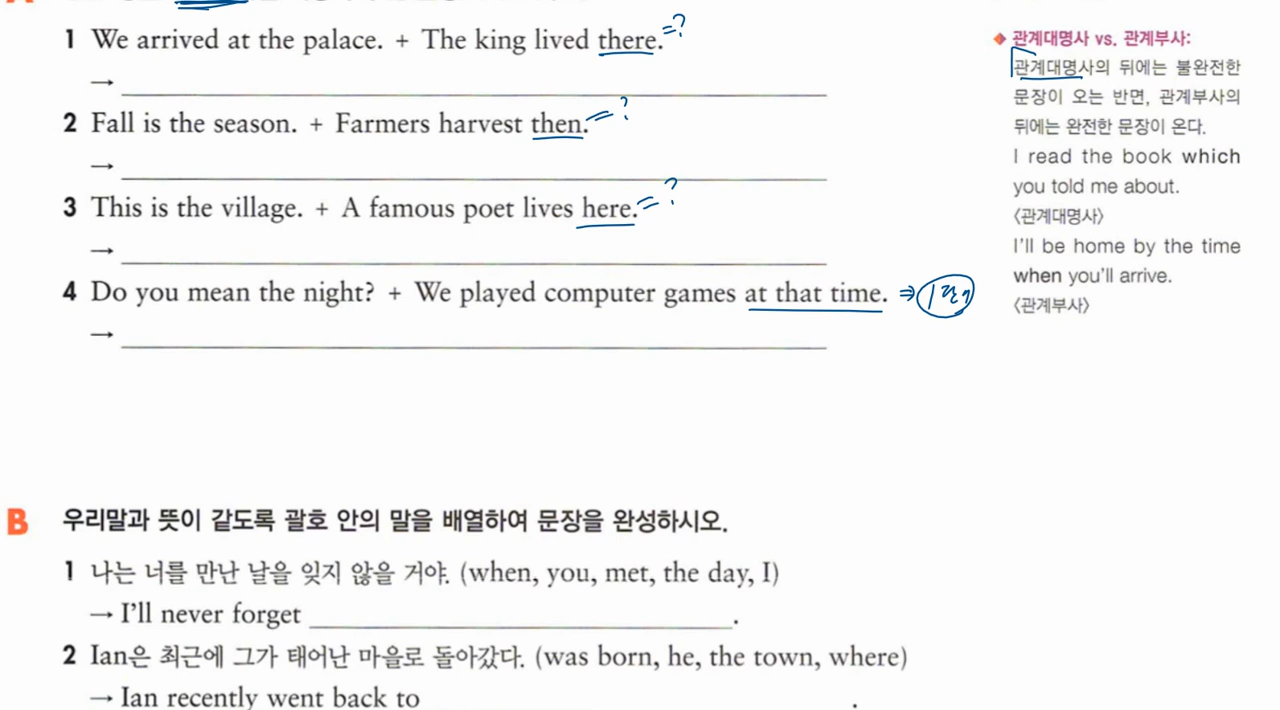 1 We arrived at the palace. + The king lived there. =?
→
2 Fall is the season. + Farmers harvest then. =?
→
3 This is the village. + A famous poet lives here. =?
→
4 Do you mean the night? + We played computer games at that time. ⇒
→
◆ 관계대명사 vs. 관계부사:
관계대명사의 뒤에는 불완전한
문장이 오는 반면, 관계부사의
뒤에는 완전한 문장이 온다.
I read the book which
you told me about.
〈관계대명사〉
I'll be home by the time
when you'll arrive.
〈관계부사〉
B 우리말과 뜻이 같도록 괄호 안의 말을 배열하여 문장을 완성하시오.
1 나는 너를 만난 날을 잊지 않을 거야. (when, you, met, the day, I)
→ I'll never forget .
2 Ian은 최근에 그가 태어난 마을로 돌아갔다. (was born, he, the town, where)
→ Ian recently went back to .